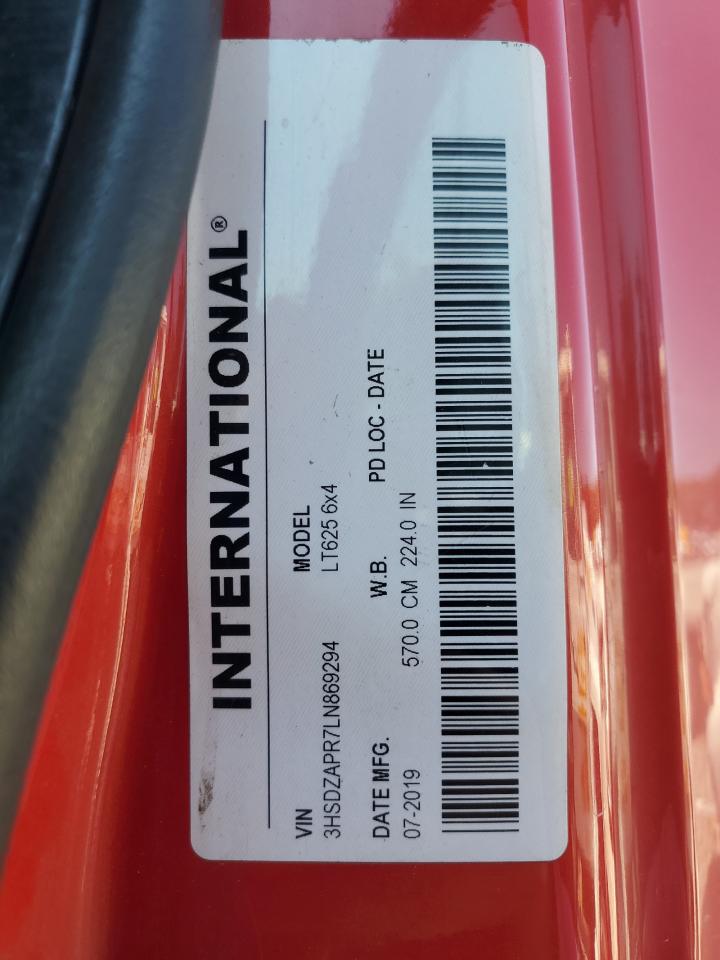 INTERNATIONAL®
VIN MODEL
3HSDZAPR7LN869294 LT625 6x4
DATE MFG. W.B. PD LOC - DATE
07-2019 570.0 CM 224.0 IN